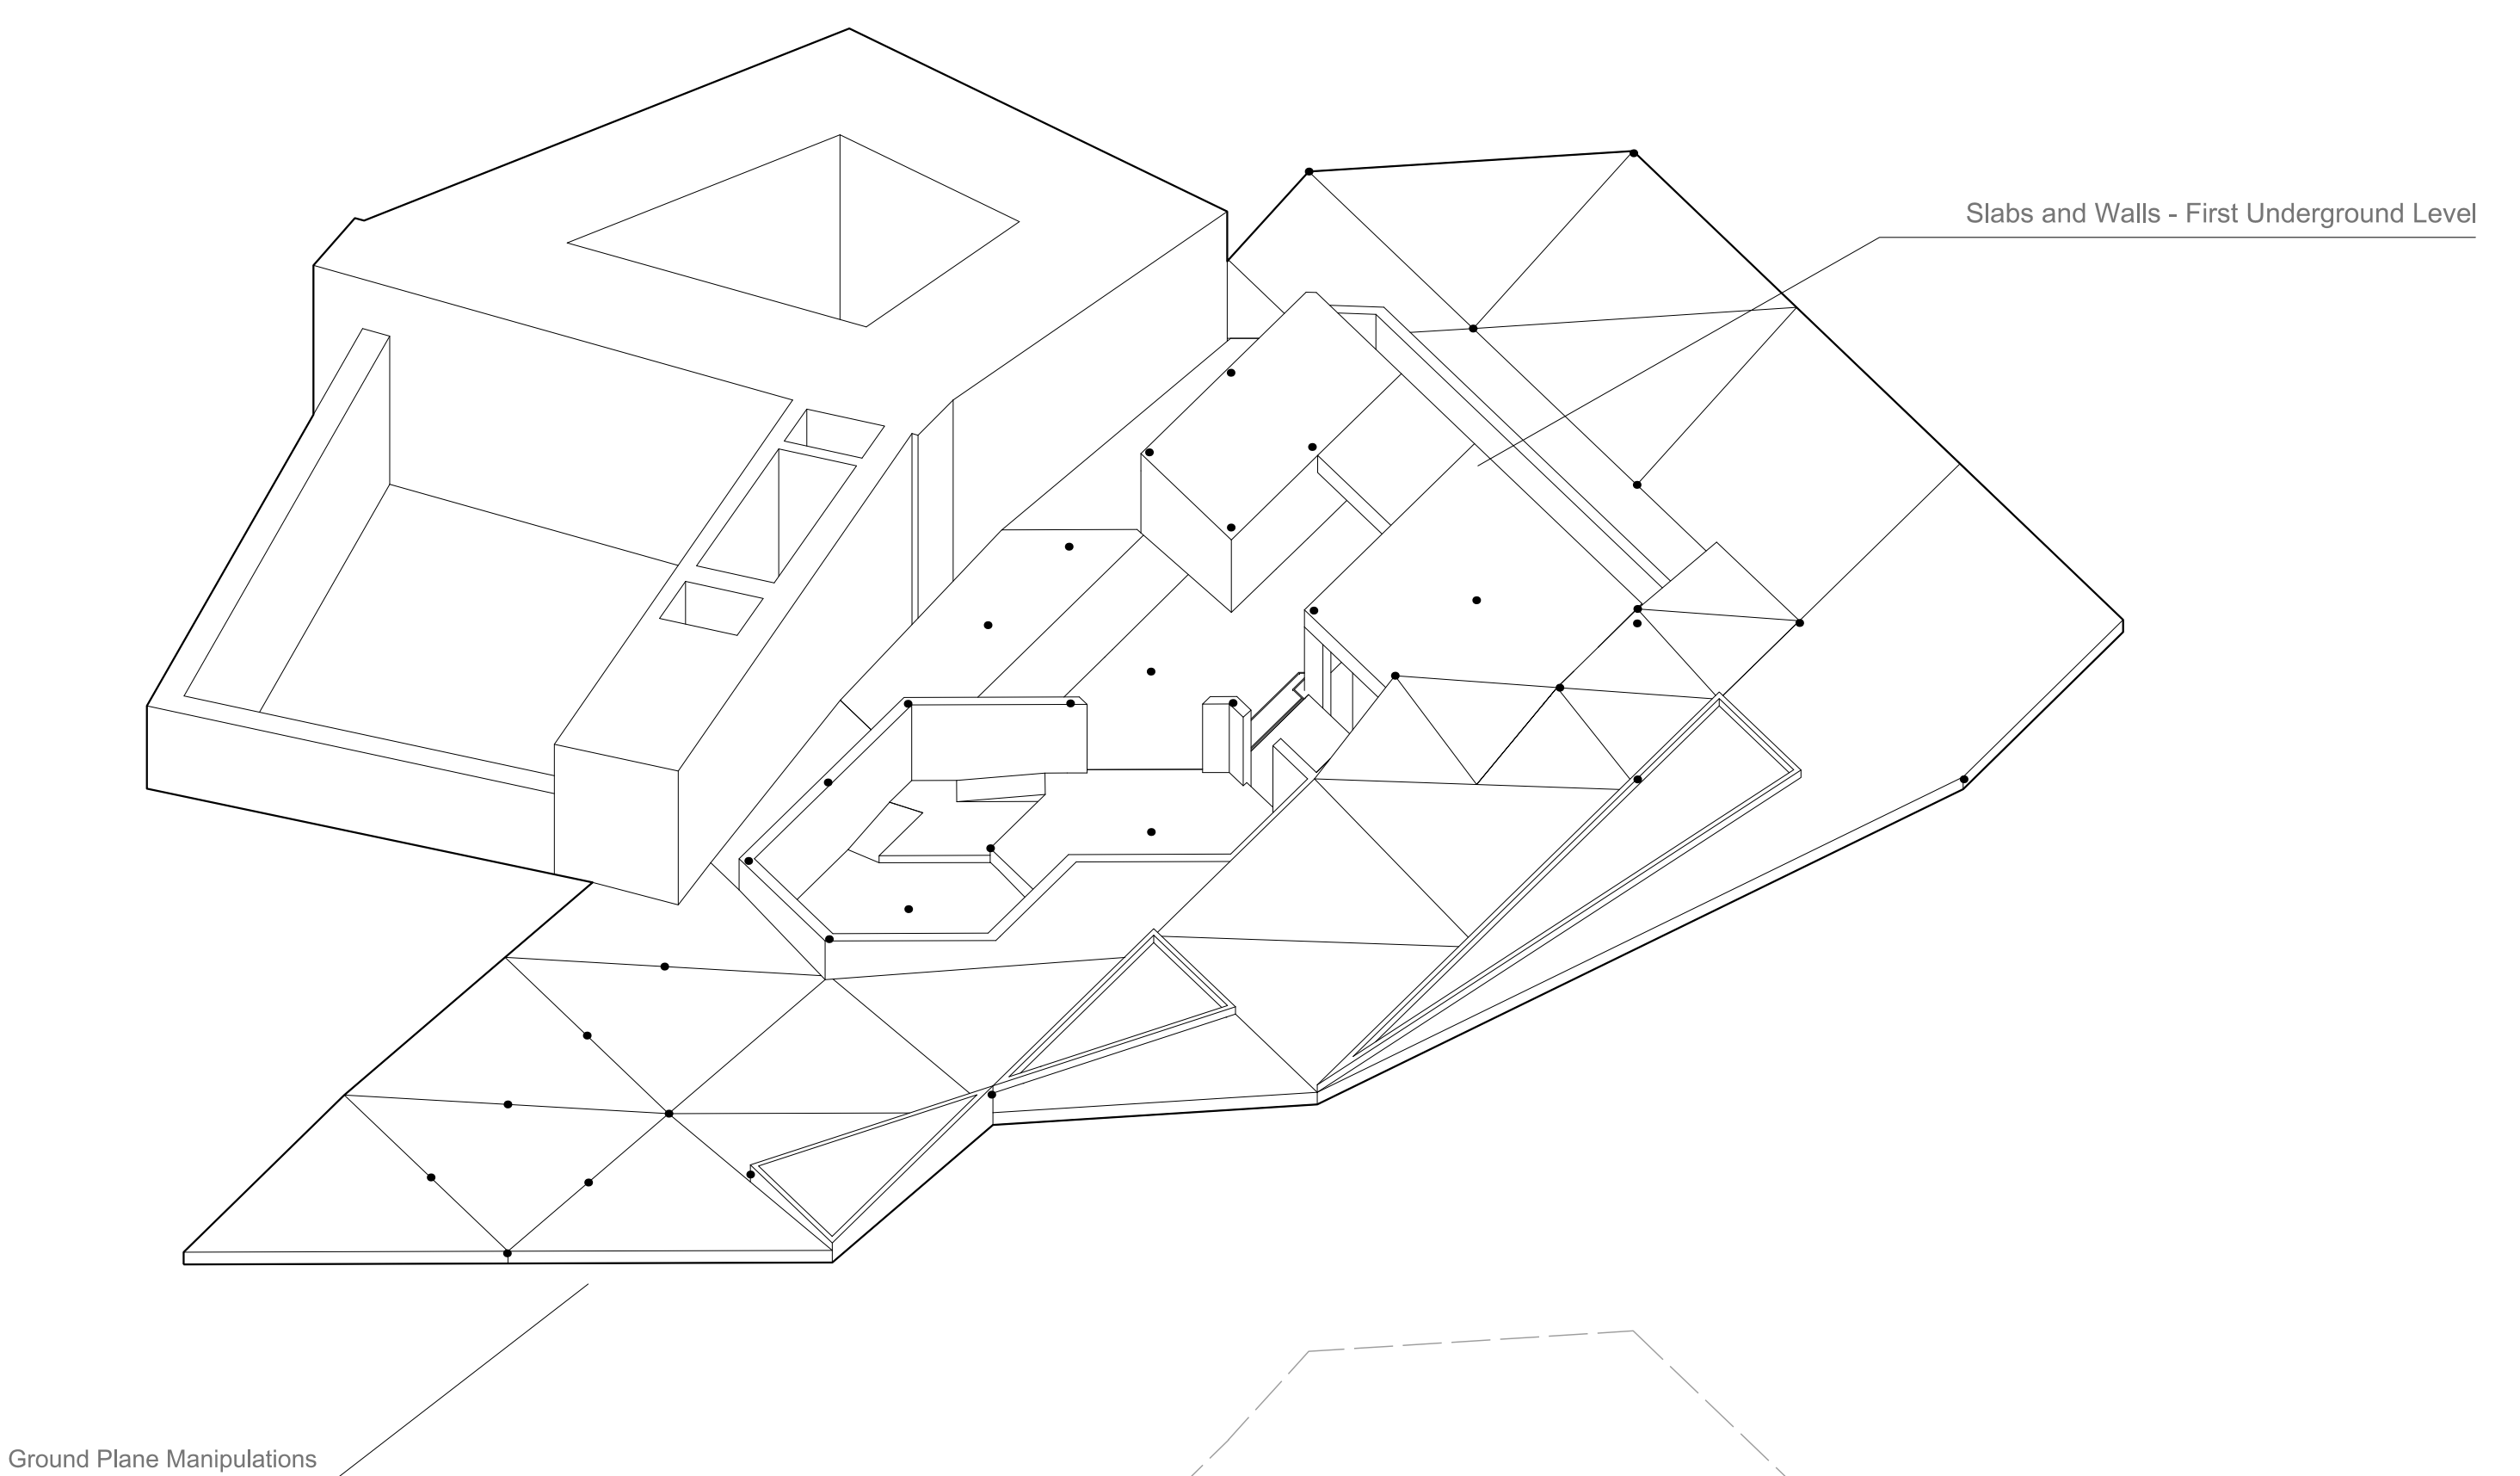 Slabs and Walls - First Underground Level
Ground Plane Manipulations